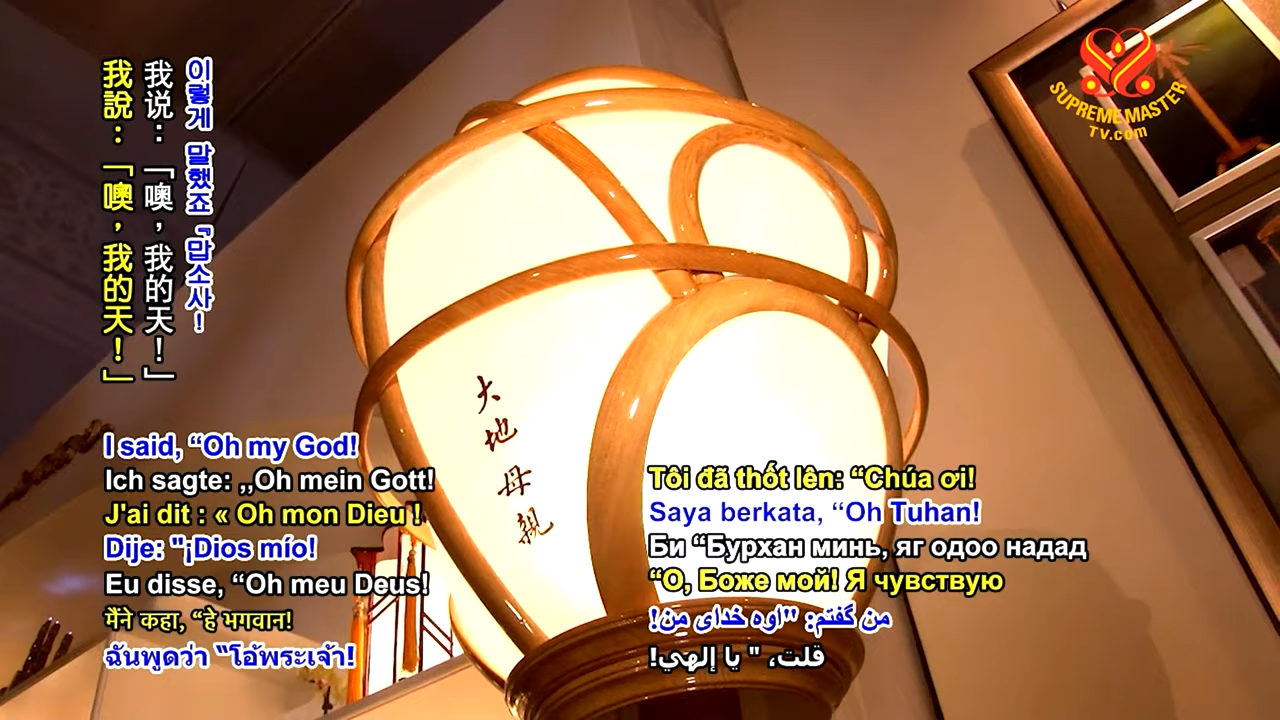 我說：「噢，我的天！」
我说：「噢，我的天！」
이렇게 말했죠『맙소사!
I said, “Oh my God!
Ich sagte: ,,Oh mein Gott!
J'ai dit : « Oh mon Dieu !
Dije: "¡Dios mío!
Eu disse, “Oh meu Deus!
मैंने कहा, “हे भगवान!
ฉันพูดว่า “โอ้พระเจ้า!
Tôi đã thốt lên: “Chúa ơi!
Saya berkata, “Oh Tuhan!
Би “Бурхан минь, яг одоо надад
“О, Боже мой! Я чувствую
من گفتم: "اوه خدای من!
قلت، " يا إلهي!
大地母親
SUPREME MASTER
TV.com